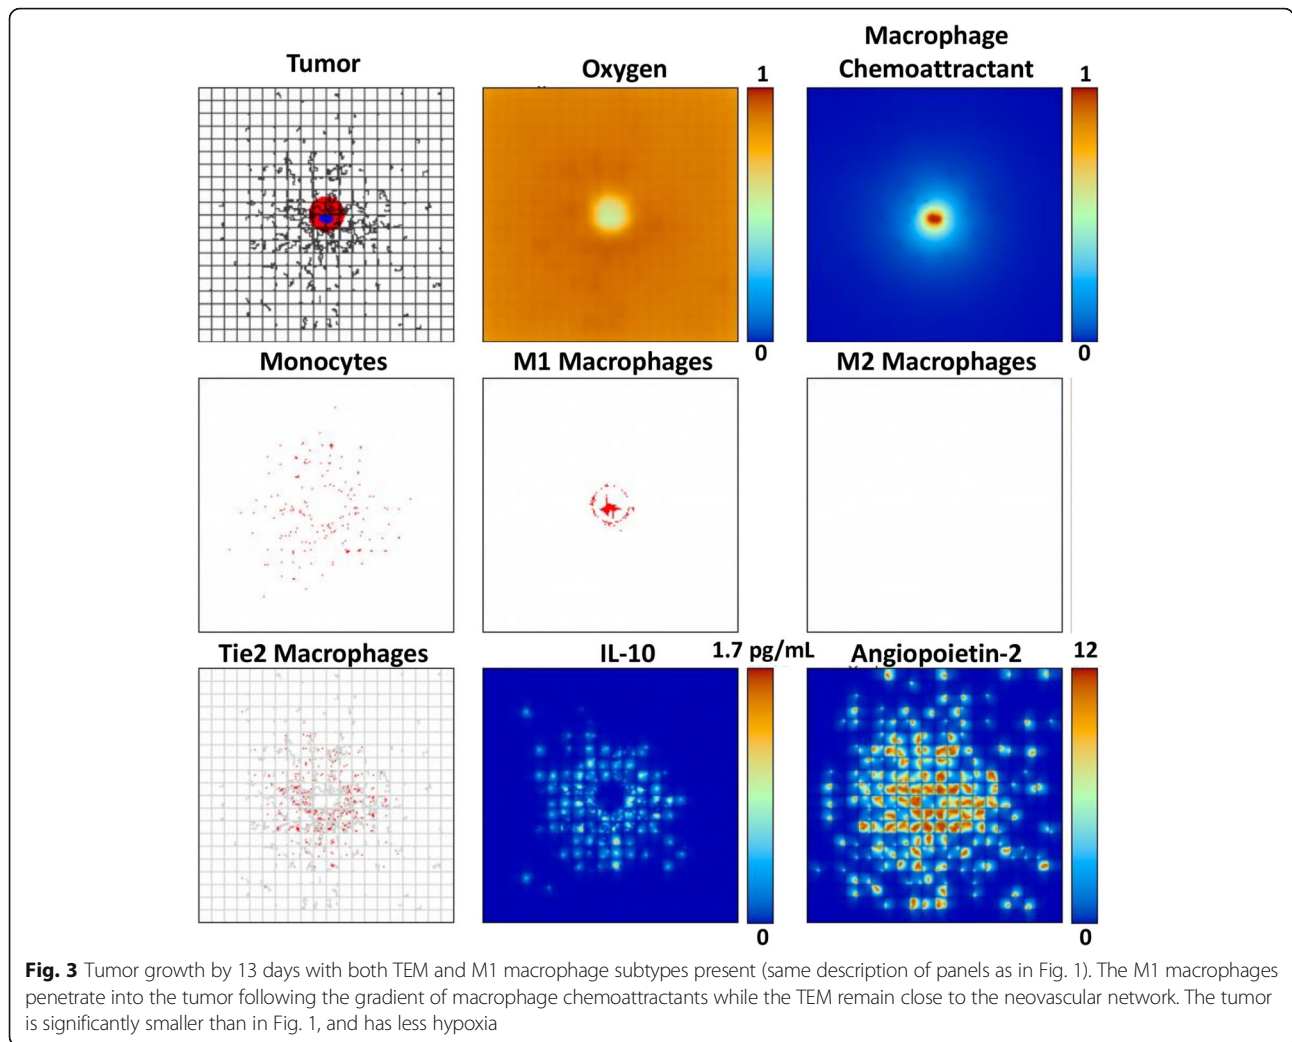 Tumor
Oxygen
1
Macrophage
Chemoattractant
1
0
0
Monocytes
M1 Macrophages
M2 Macrophages
Tie2 Macrophages
IL-10
1.7 pg/mL
Angiopoietin-2
12
0
0
Fig. 3 Tumor growth by 13 days with both TEM and M1 macrophage subtypes present (same description of panels as in Fig. 1). The M1 macrophages
penetrate into the tumor following the gradient of macrophage chemoattractants while the TEM remain close to the neovascular network. The tumor
is significantly smaller than in Fig. 1, and has less hypoxia